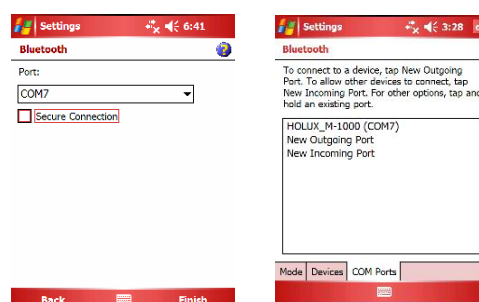 Settings 6:41
Bluetooth
Port:
COM7
Secure Connection
Back Finish
Settings 3:28
Bluetooth
To connect to a device, tap New Outgoing
Port. To allow other devices to connect, tap
New Incoming Port. For other options, tap and
hold an existing port.
HOLUX_M-1000 (COM7)
New Outgoing Port
New Incoming Port
Mode Devices COM Ports